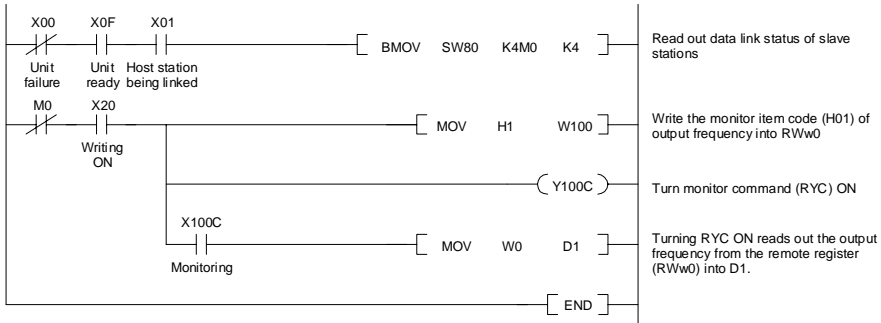 X00 X0F X01
BMOV SW80 K4M0 K4
Read out data link status of slave
stations
Unit Unit Host station
failure ready being linked
M0 X20
MOV H1 W100
Write the monitor item code (H01) of
output frequency into RWw0
Writing
ON
Y100C
Turn monitor command (RYC) ON
X100C
MOV W0 D1
Turning RYC ON reads out the output
frequency from the remote register
(RWw0) into D1.
Monitoring
END